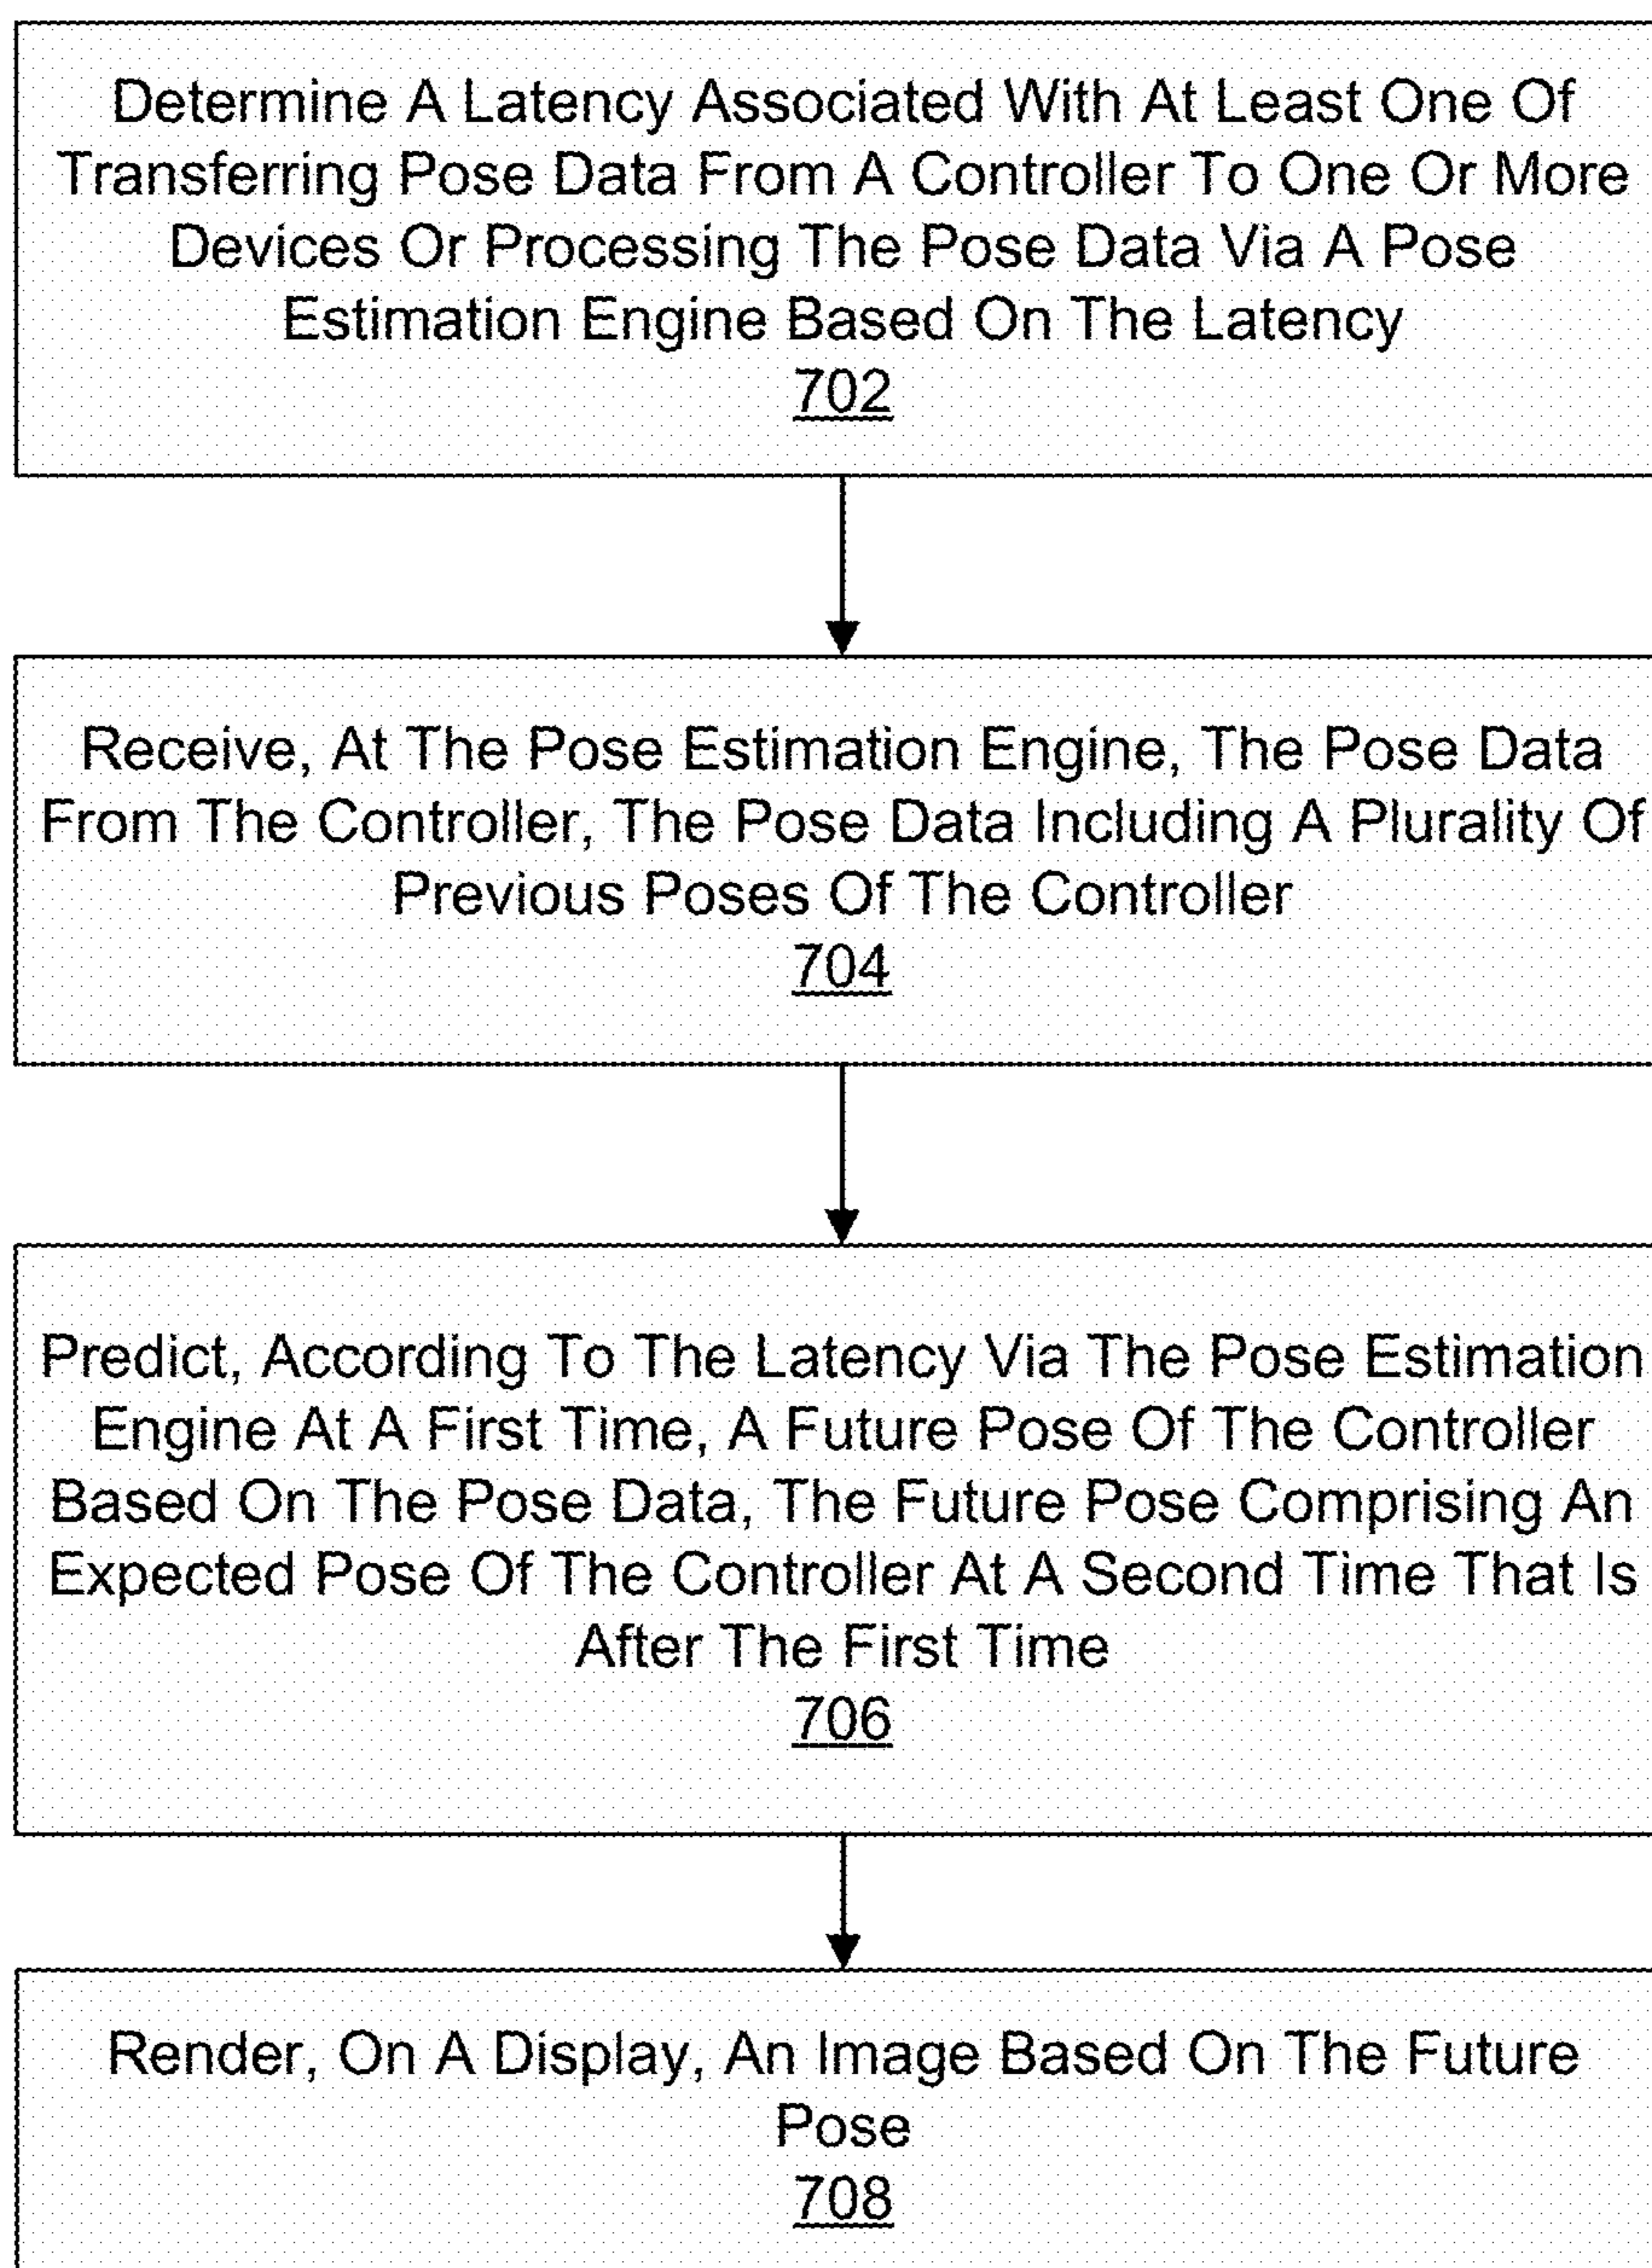 Determine A Latency Associated With At Least One Of
Transferring Pose Data From A Controller To One Or More
Devices Or Processing The Pose Data Via A Pose
Estimation Engine Based On The Latency
702
Receive, At The Pose Estimation Engine, The Pose Data
From The Controller, The Pose Data Including A Plurality Of
Previous Poses Of The Controller
704
Predict, According To The Latency Via The Pose Estimation
Engine At A First Time, A Future Pose Of The Controller
Based On The Pose Data, The Future Pose Comprising An
Expected Pose Of The Controller At A Second Time That Is
After The First Time
706
Render, On A Display, An Image Based On The Future
Pose
708